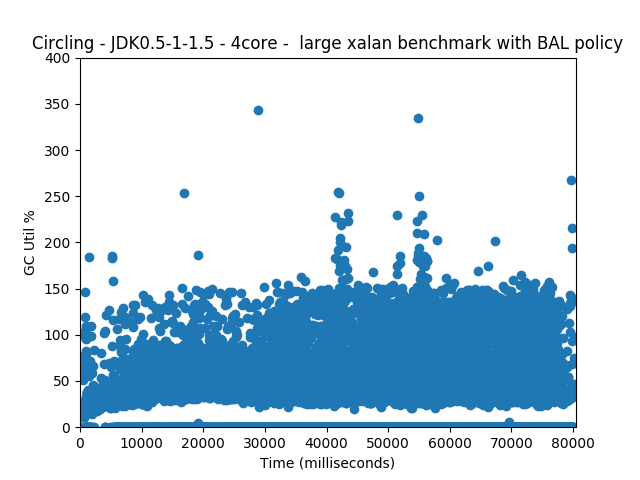 Circling - JDK0.5-1-1.5 - 4core -  large xalan benchmark with BAL policy
400
350
300
250
200
150
100
50
0
GC Util %
0 10000 20000 30000 40000 50000 60000 70000 80000
Time (milliseconds)